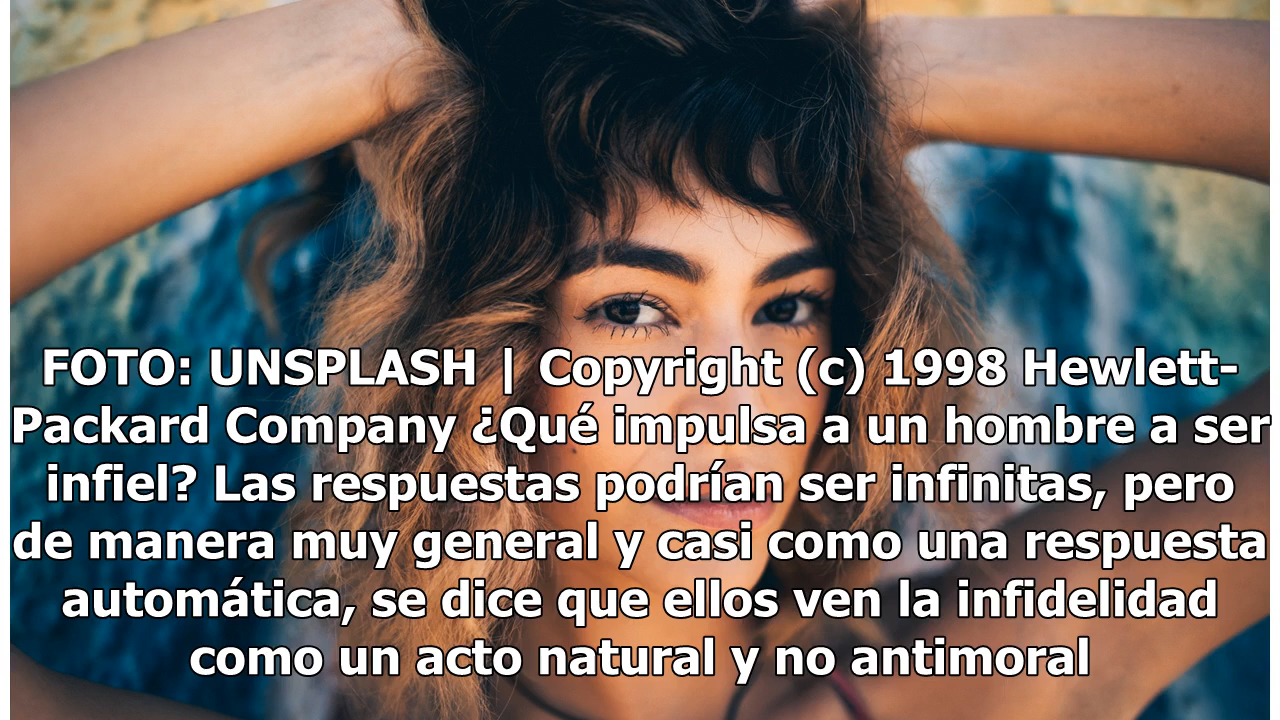 FOTO: UNSPLASH | Copyright (c) 1998 Hewlett-
Packard Company ¿Qué impulsa a un hombre a ser
infiel? Las respuestas podrían ser infinitas, pero
de manera muy general y casi como una respuesta
automática, se dice que ellos ven la infidelidad
como un acto natural y no antimoral